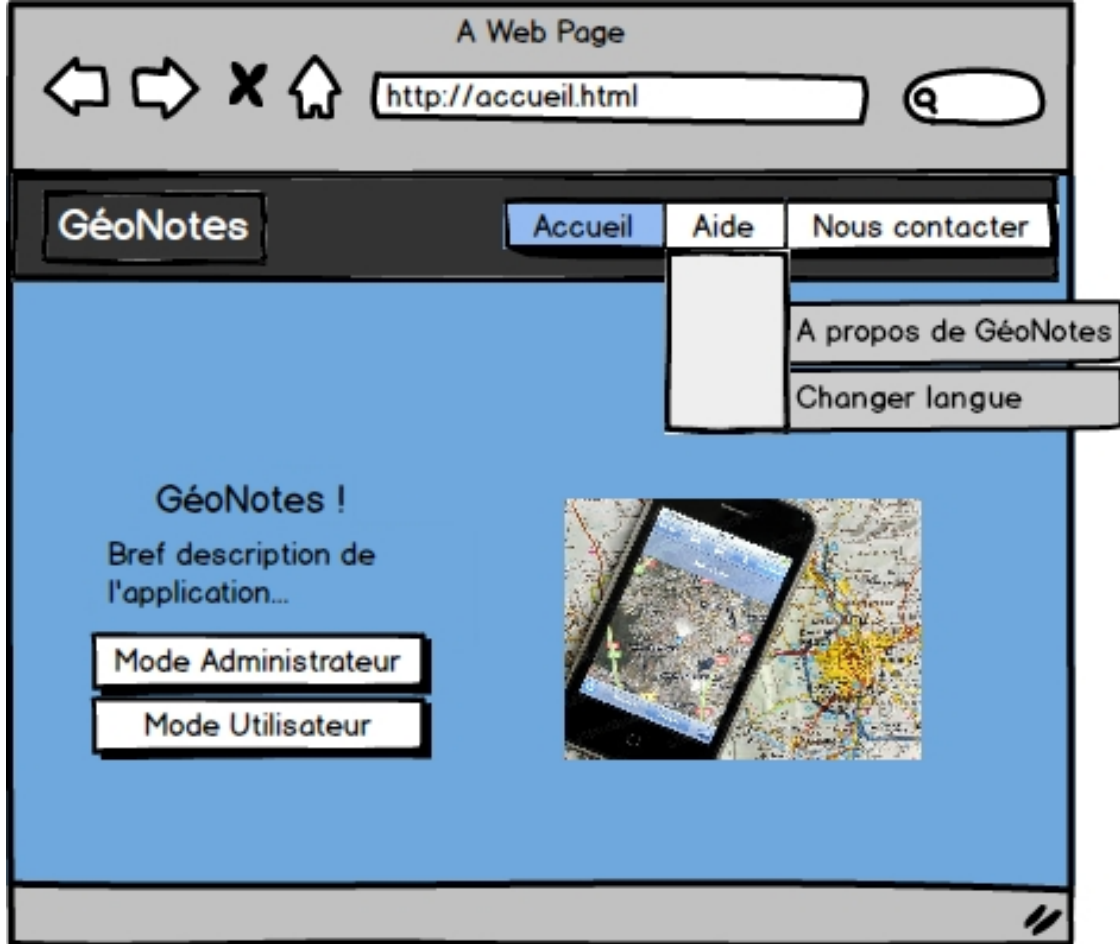 A Web Page
http://accueil.html
GéoNotes
Accueil
Aide
Nous contacter
A propos de GéoNotes
Changer langue
GéoNotes !
Bref description de
l'application...
Mode Administrateur
Mode Utilisateur